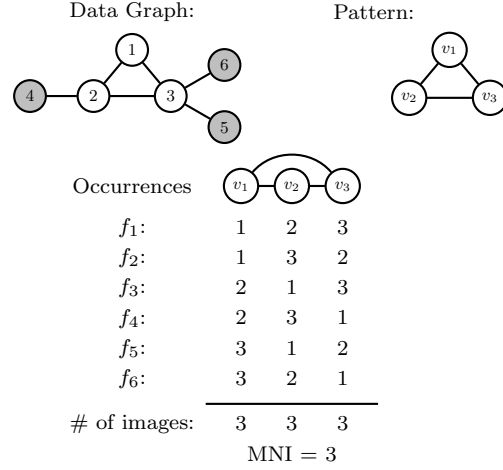 Data Graph:
Pattern:
1
6
4
2
3
5
v₁
v₂
v₃
Occurrences v₁ v₂ v₃
f₁: 1 2 3
f₂: 1 3 2
f₃: 2 1 3
f₄: 2 3 1
f₅: 3 1 2
f₆: 3 2 1
# of images: 3 3 3
MNI = 3